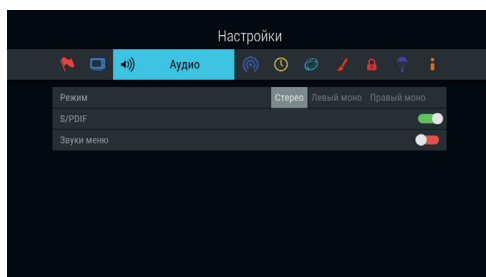 Настройки
Аудио
Режим Стерео Левый моно Правый моно
S/PDIF
Звуки меню